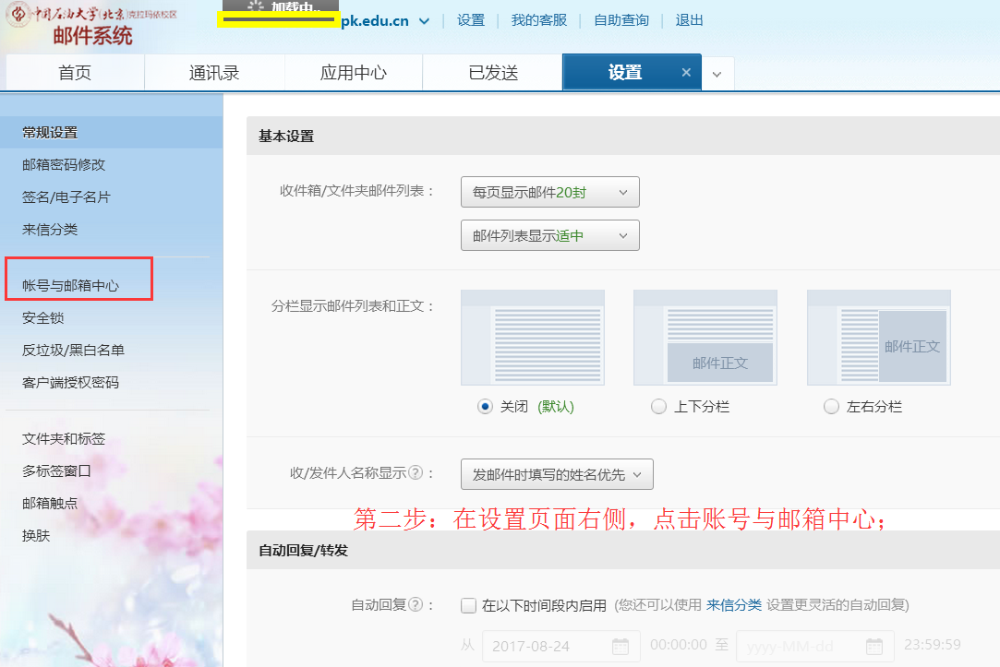 中国石油大学(北京)克拉玛依校区
邮件系统
加载中..
pk.edu.cn
设置
我的客服
自助查询
退出
首页
通讯录
应用中心
已发送
设置
常规设置
邮箱密码修改
签名/电子名片
来信分类
帐号与邮箱中心
安全锁
反垃圾/黑白名单
客户端授权密码
文件夹和标签
多标签窗口
邮箱触点
换肤
基本设置
收件箱/文件夹邮件列表：
每页显示邮件20封
邮件列表显示适中
分栏显示邮件列表和正文：
邮件正文
邮件正文
关闭 (默认)
上下分栏
左右分栏
收/发件人名称显示?：
发邮件时填写的姓名优先
第二步：在设置页面右侧，点击账号与邮箱中心；
自动回复/转发
自动回复?：
在以下时间段内启用 (您还可以使用 来信分类 设置更灵活的自动回复)
从 2017-08-24 00:00:00 至 yyyy-MM-dd 23:59:59